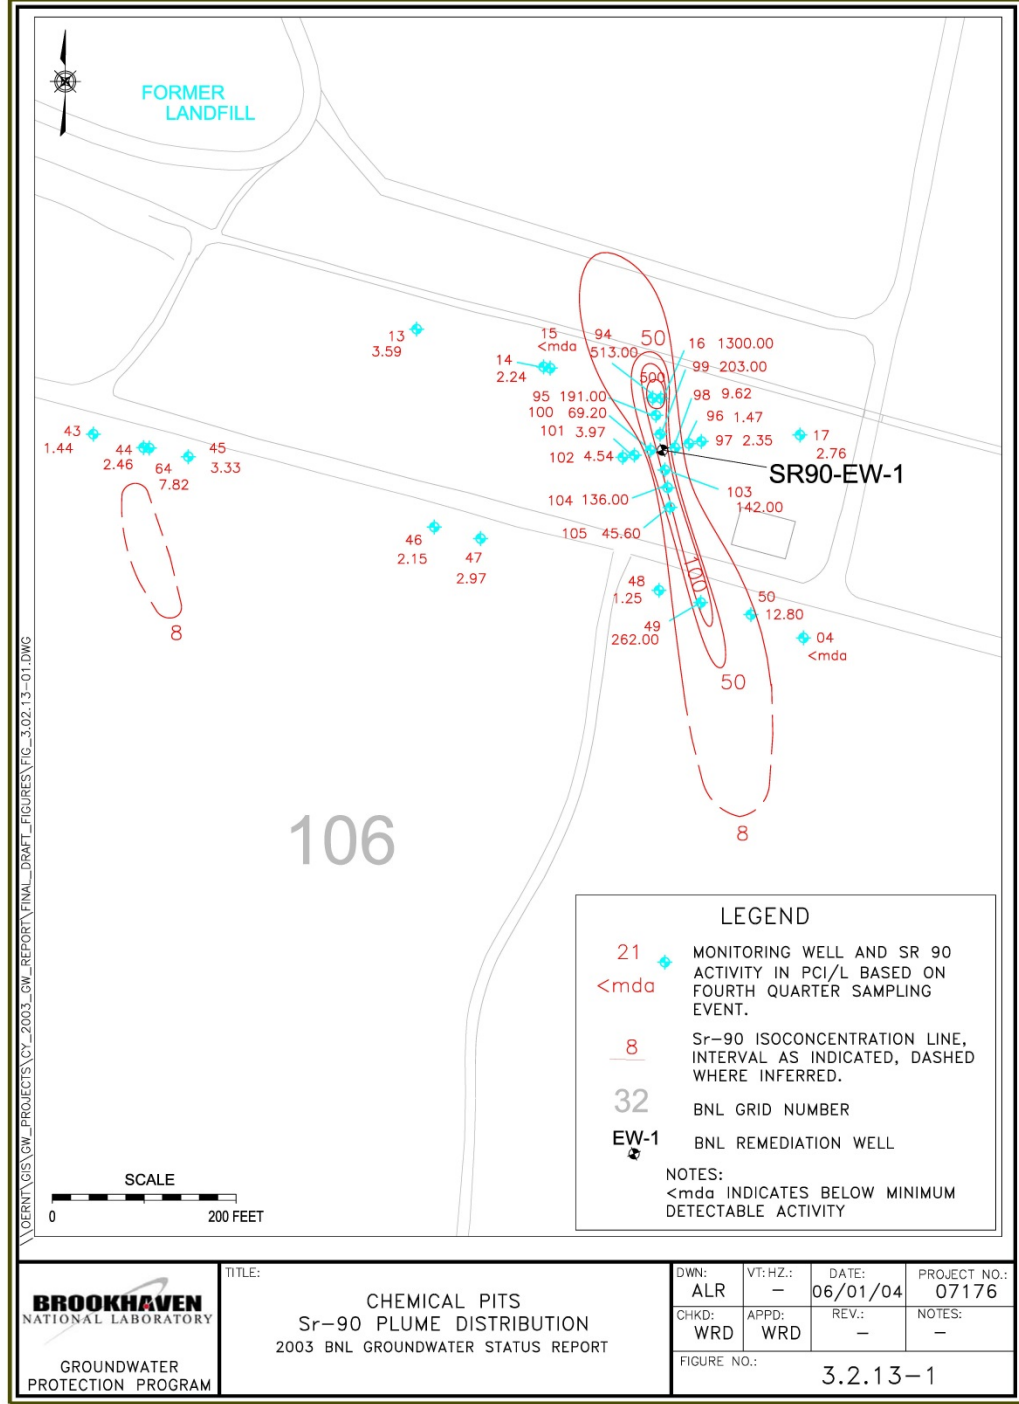 FORMER
LANDFILL
13
3.59
15
<mda
14
2.24
94
513.00
50
16 1300.00
99 203.00
500
95 191.00
98 9.62
100 69.20
96 1.47
101 3.97
97 2.35
17
2.76
102 4.54
SR90-EW-1
43
1.44
44
2.46
64
7.82
45
3.33
103
142.00
104 136.00
105 45.60
46
2.15
47
2.97
48
1.25
100
50
12.80
49
262.00
04
<mda
8
50
8
106
\\OERNT\GIS\GW_PROJECTS\CY_2003_GW_REPORT\FINAL_DRAFT_FIGURES\FIG_3.02.13-01.DWG
LEGEND
21
<mda
MONITORING WELL AND SR 90
ACTIVITY IN PCI/L BASED ON
FOURTH QUARTER SAMPLING
EVENT.
8
Sr-90 ISOCONCENTRATION LINE,
INTERVAL AS INDICATED, DASHED
WHERE INFERRED.
32
BNL GRID NUMBER
EW-1
BNL REMEDIATION WELL
NOTES:
<mda INDICATES BELOW MINIMUM
DETECTABLE ACTIVITY
SCALE
0 200 FEET
BROOKHAVEN
NATIONAL LABORATORY
GROUNDWATER
PROTECTION PROGRAM
TITLE:
CHEMICAL PITS
Sr-90 PLUME DISTRIBUTION
2003 BNL GROUNDWATER STATUS REPORT
DWN:
ALR
VT:HZ.:
-
DATE:
06/01/04
PROJECT NO.:
07176
CHKD:
WRD
APPD:
WRD
REV.:
-
NOTES:
-
FIGURE NO.:
3.2.13-1